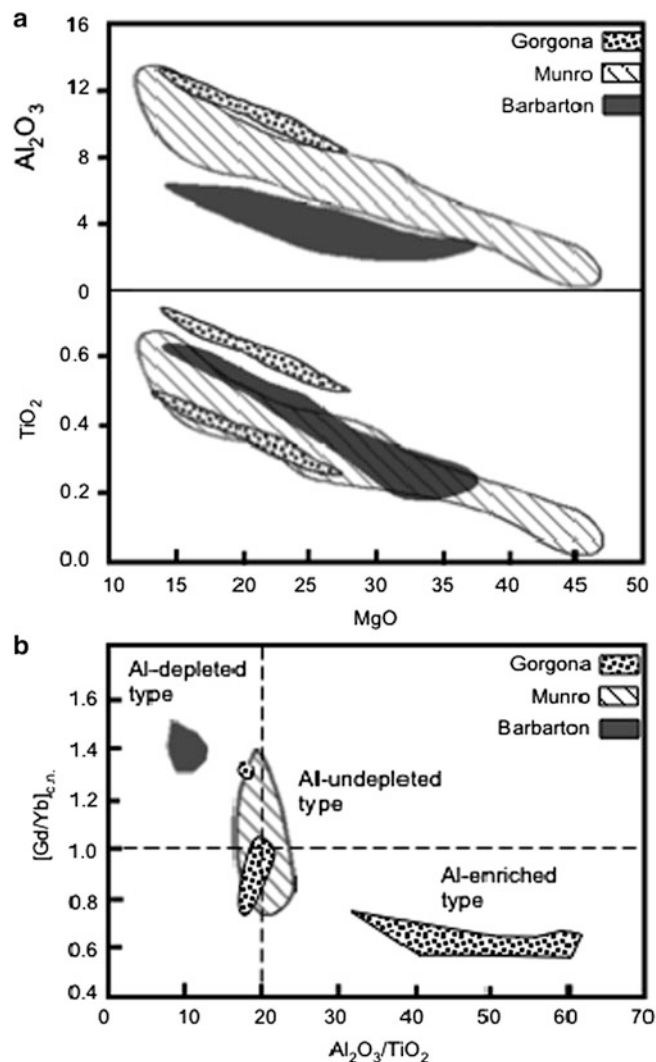 a
16
12
8
4
0
Al₂O₃
Gorgona
Munro
Barbarton
0.6
0.4
0.2
0.0
TiO₂
10 15 20 25 30 35 40 45 50
MgO
b
Al-depleted
type
Gorgona
Munro
Barbarton
1.6
1.4
1.2
1.0
0.8
0.6
0.4
[Gd/Yb]c.n.
Al-undepleted
type
Al-enriched
type
0 10 20 30 40 50 60 70
Al₂O₃/TiO₂